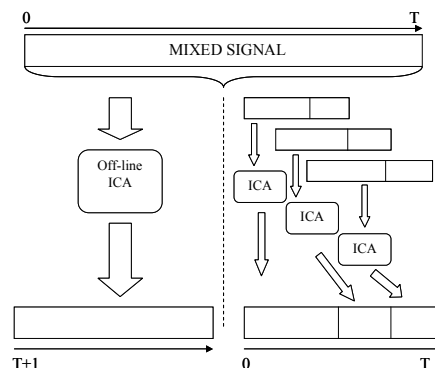 0 T
MIXED SIGNAL
Off-line
ICA
ICA
ICA
ICA
T+1
0 T